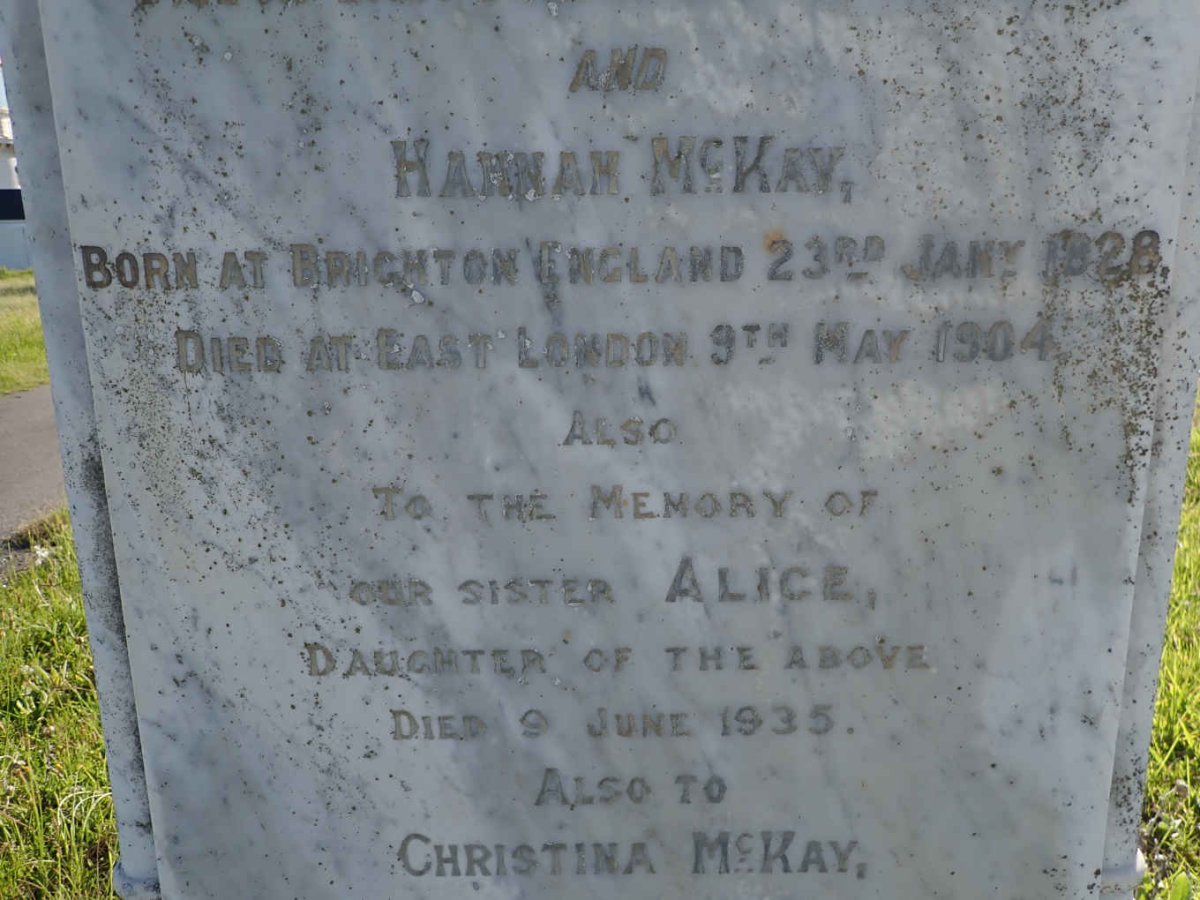 AND
HANNAH McKAY,
BORN AT BRIGHTON ENGLAND 23RD JANY 1828
DIED AT EAST LONDON 9TH MAY 1904.
ALSO
TO THE MEMORY OF
OUR SISTER ALICE,
DAUGHTER OF THE ABOVE
DIED 9 JUNE 1935.
ALSO TO
CHRISTINA McKAY,